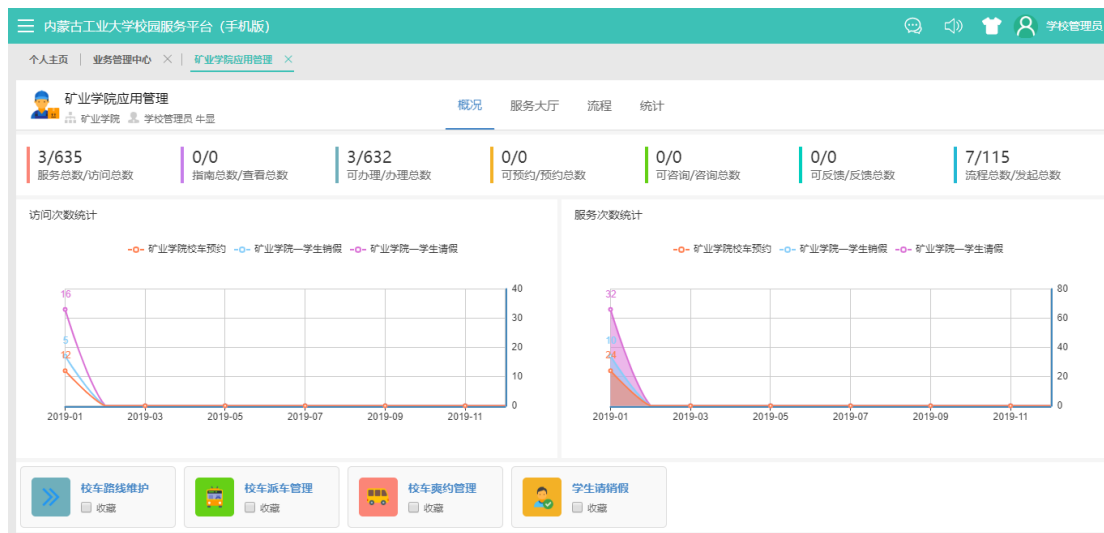 内蒙古工业大学校园服务平台（手机版）
学校管理员
个人主页 业务管理中心 矿业学院应用管理
矿业学院应用管理
矿业学院 学校管理员 牛显
概况 服务大厅 流程 统计
3/635 0/0 3/632 0/0 0/0 0/0 7/115
服务总数/访问总数 指南总数/查看总数 可办理/办理总数 可预约/预约总数 可咨询/咨询总数 可反馈/反馈总数 流程总数/发起总数
访问次数统计
矿业学院校车预约 矿业学院—学生销假 矿业学院—学生请假
16
5
12
40
30
20
10
0
2019-01 2019-03 2019-05 2019-07 2019-09 2019-11
服务次数统计
矿业学院校车预约 矿业学院—学生销假 矿业学院—学生请假
32
10
24
80
60
40
20
0
2019-01 2019-03 2019-05 2019-07 2019-09 2019-11
校车路线维护 校车派车管理 校车爽约管理 学生请销假
收藏 收藏 收藏 收藏